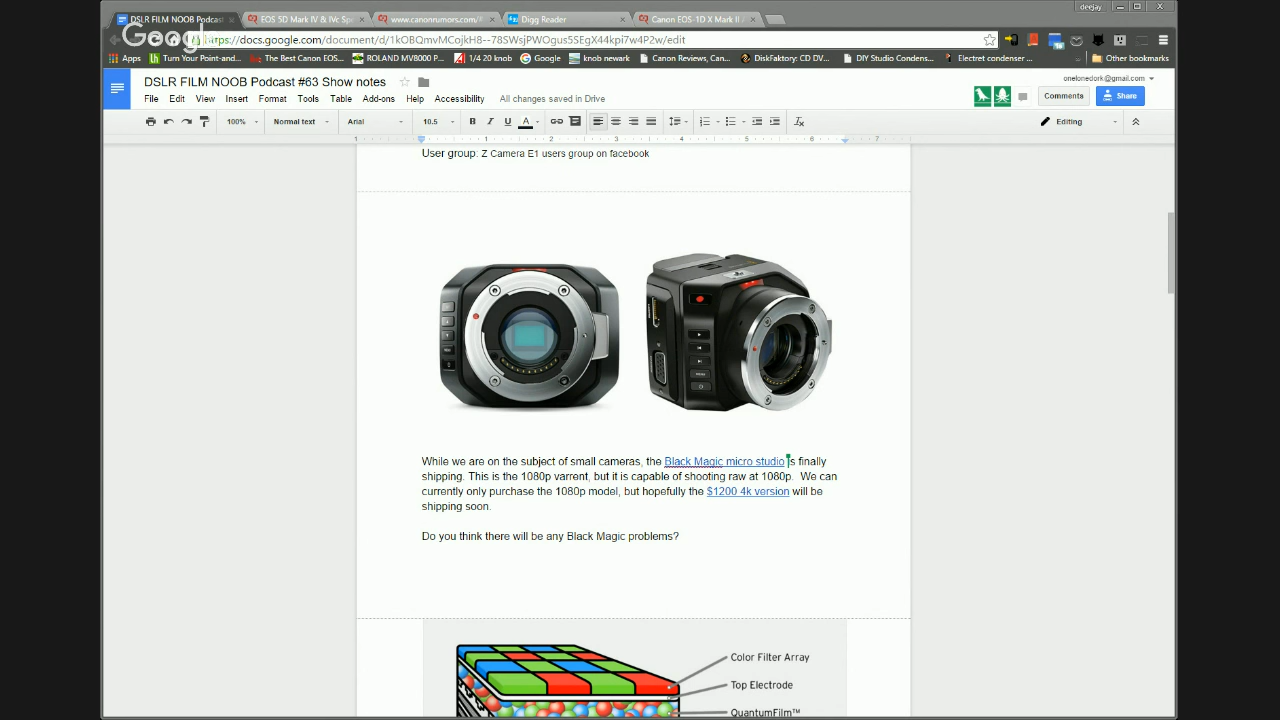 deejay
DSLR FILM NOOB Podcast
EOS 5D Mark IV & IVc Sp
www.canonrumors.com/
Digg Reader
Canon EOS-1D X Mark II
https://docs.google.com/document/d/1kOBQmvMCojkH8--78SWsjPWOgus5SEgX44kpi7w4P2w/edit
Apps
Turn Your Point-and...
The Best Canon EOS...
ROLAND MV8000 P...
1/4 20 knob
Google
knob newark
Canon Reviews, Can...
DiskFaktory: CD DV...
DIY Studio Condens...
Electret condenser ...
Other bookmarks
DSLR FILM NOOB Podcast #63 Show notes
onelonedork@gmail.com
File Edit View Insert Format Tools Table Add-ons Help Accessibility All changes saved in Drive
Comments
Share
100% Normal text Arial 10.5 B I U A
Editing
1 1 2 3 4 5 6 7
User group: Z Camera E1 users group on facebook
While we are on the subject of small cameras, the Black Magic micro studio is finally
shipping. This is the 1080p varrent, but it is capable of shooting raw at 1080p. We can
currently only purchase the 1080p model, but hopefully the $1200 4k version will be
shipping soon.
Do you think there will be any Black Magic problems?
Color Filter Array
Top Electrode
QuantumFilm™